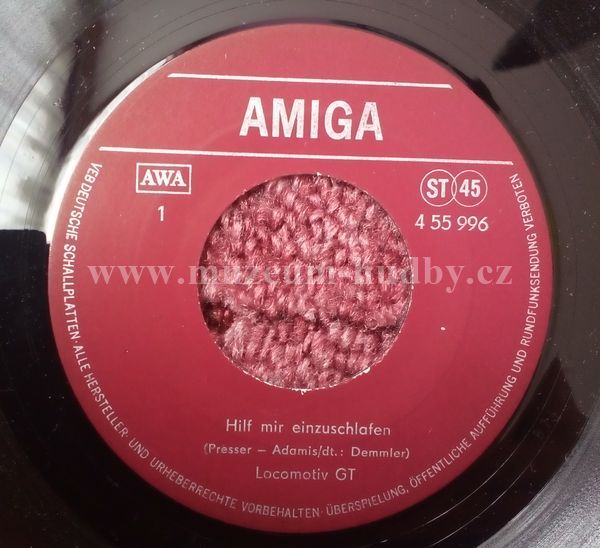 AMIGA
AWA
ST 45
1
4 55 996
www.muzeum-hudby.cz
Hilf mir einzuschlafen
(Presser – Adamis/dt.: Demmler)
Locomotiv GT
VEB DEUTSCHE SCHALLPLATTEN · ALLE HERSTELLER- UND URHEBERRECHTE VORBEHALTEN · ÜBERSPIELUNG, ÖFFENTLICHE AUFFÜHRUNG UND RUNDFUNKSENDUNG VERBOTEN